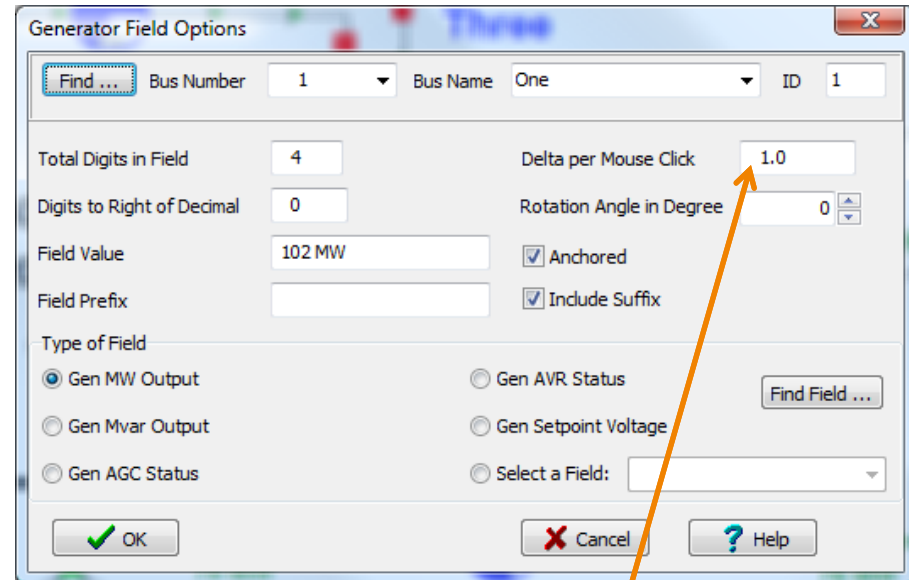 Three
Generator Field Options
Find ... Bus Number 1 Bus Name One ID 1
Total Digits in Field 4 Delta per Mouse Click 1.0
Digits to Right of Decimal 0 Rotation Angle in Degree 0
Field Value 102 MW Anchored
Field Prefix Include Suffix
Type of Field
Gen MW Output Gen AVR Status Find Field ...
Gen Mvar Output Gen Setpoint Voltage
Gen AGC Status Select a Field:
OK Cancel ? Help